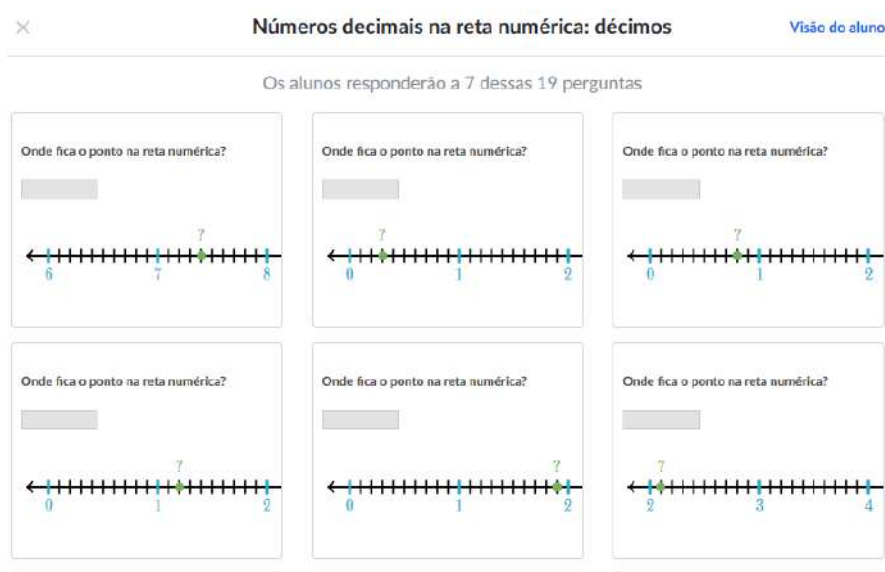 Números decimais na reta numérica: décimos
Visão do aluno
Os alunos responderão a 7 dessas 19 perguntas
Onde fica o ponto na reta numérica?
?
6 7 8
Onde fica o ponto na reta numérica?
?
0 1 2
Onde fica o ponto na reta numérica?
?
0 1 2
Onde fica o ponto na reta numérica?
?
0 1 2
Onde fica o ponto na reta numérica?
?
0 1 2
Onde fica o ponto na reta numérica?
?
2 3 4